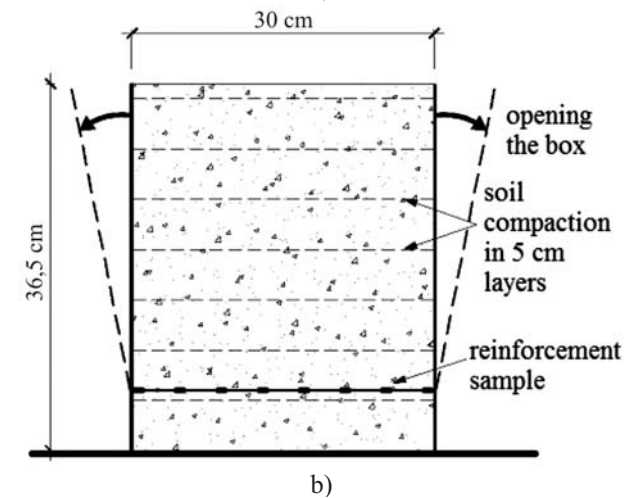 30 cm
36,5 cm
opening
the box
soil
compaction
in 5 cm
layers
reinforcement
sample
b)